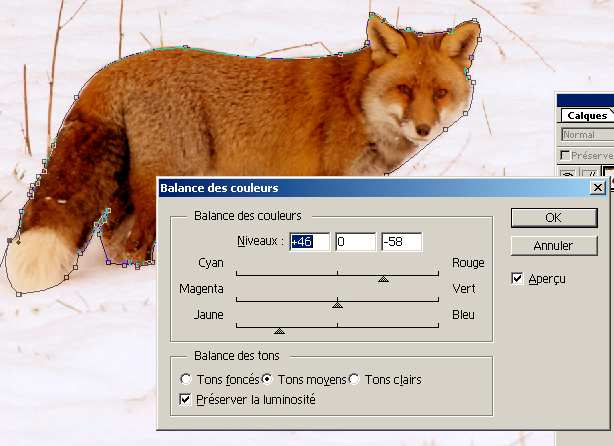 Calques
Normal
Préserve
Balance des couleurs
Balance des couleurs
Niveaux : +46 0 -58
Cyan Rouge
Magenta Vert
Jaune Bleu
OK
Annuler
Aperçu
Balance des tons
Tons foncés Tons moyens Tons clairs
Préserver la luminosité